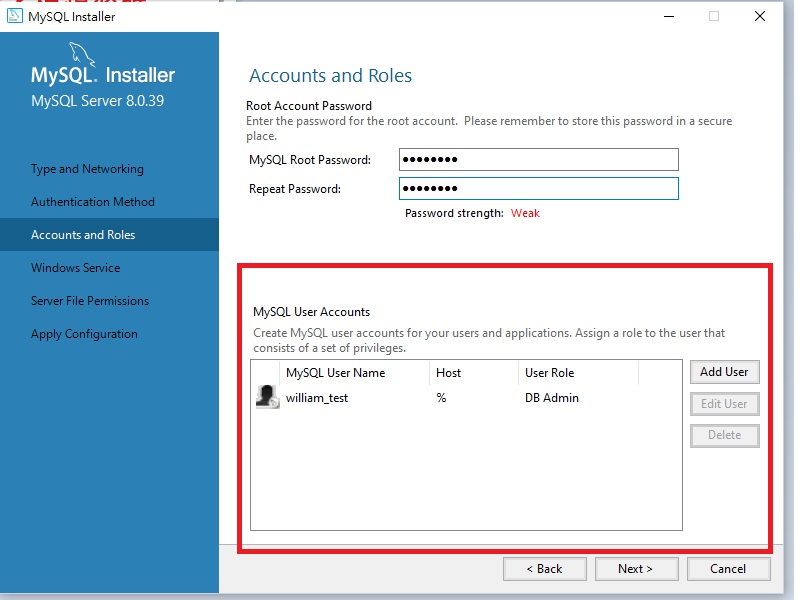 MySQL Installer
MySQL. Installer
MySQL Server 8.0.39
Type and Networking
Authentication Method
Accounts and Roles
Windows Service
Server File Permissions
Apply Configuration
Accounts and Roles
Root Account Password
Enter the password for the root account. Please remember to store this password in a secure
place.
MySQL Root Password: ●●●●●●●●
Repeat Password: ●●●●●●●●
Password strength: Weak
MySQL User Accounts
Create MySQL user accounts for your users and applications. Assign a role to the user that
consists of a set of privileges.
MySQL User Name Host User Role
william_test % DB Admin
Add User
Edit User
Delete
< Back Next > Cancel